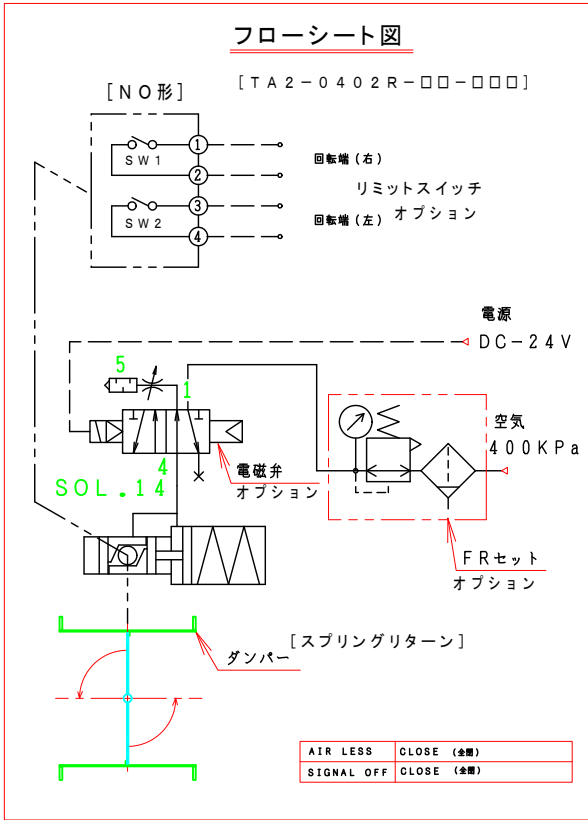 フローシート図
[TA2-0402R-□□-□□□]
[NO形]
1
SW1
2
3
SW2
4
回転端(右)
リミットスイッチ
オプション
回転端(左)
電源
DC-24V
5
1
4
SOL.14
電磁弁
オプション
空気
400KPa
FRセット
オプション
ダンパー
[スプリングリターン]
AIR LESS CLOSE (全閉)
SIGNAL OFF CLOSE (全閉)